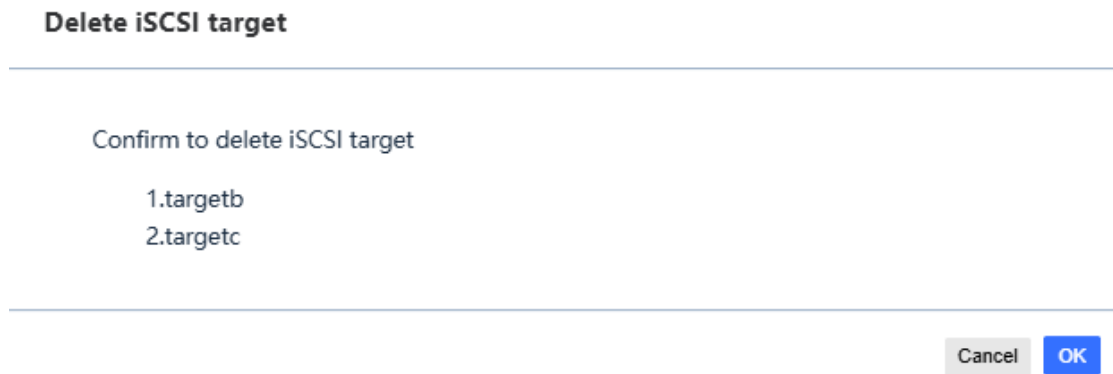 Delete iSCSI target
Confirm to delete iSCSI target
1.targetb
2.targetc
Cancel OK